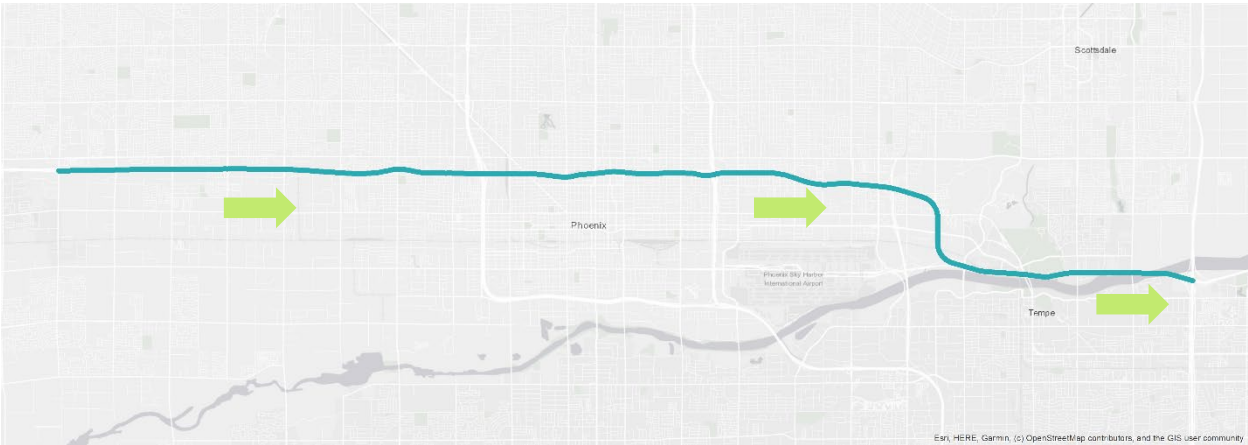 Scottsdale
Phoenix
Phoenix Sky Harbor
International Airport
Tempe
Esri, HERE, Garmin, (c) OpenStreetMap contributors, and the GIS user community